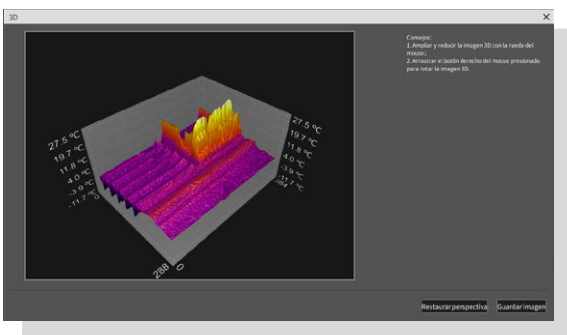 3D
Consejos:
1. Ampliar y reducir la imagen 3D con la rueda del
mouse;
2. Arrastrar el botón derecho del mouse presionado
para rotar la imagen 3D.
27.5 ℃
19.7 ℃
11.8 ℃
4.0 ℃
-3.9 ℃
-11.7 ℃
27.5 ℃
19.7 ℃
11.8 ℃
4.0 ℃
-3.9 ℃
-11.7 ℃
0
288
0
Restaurar perspectiva
Guardar imagen